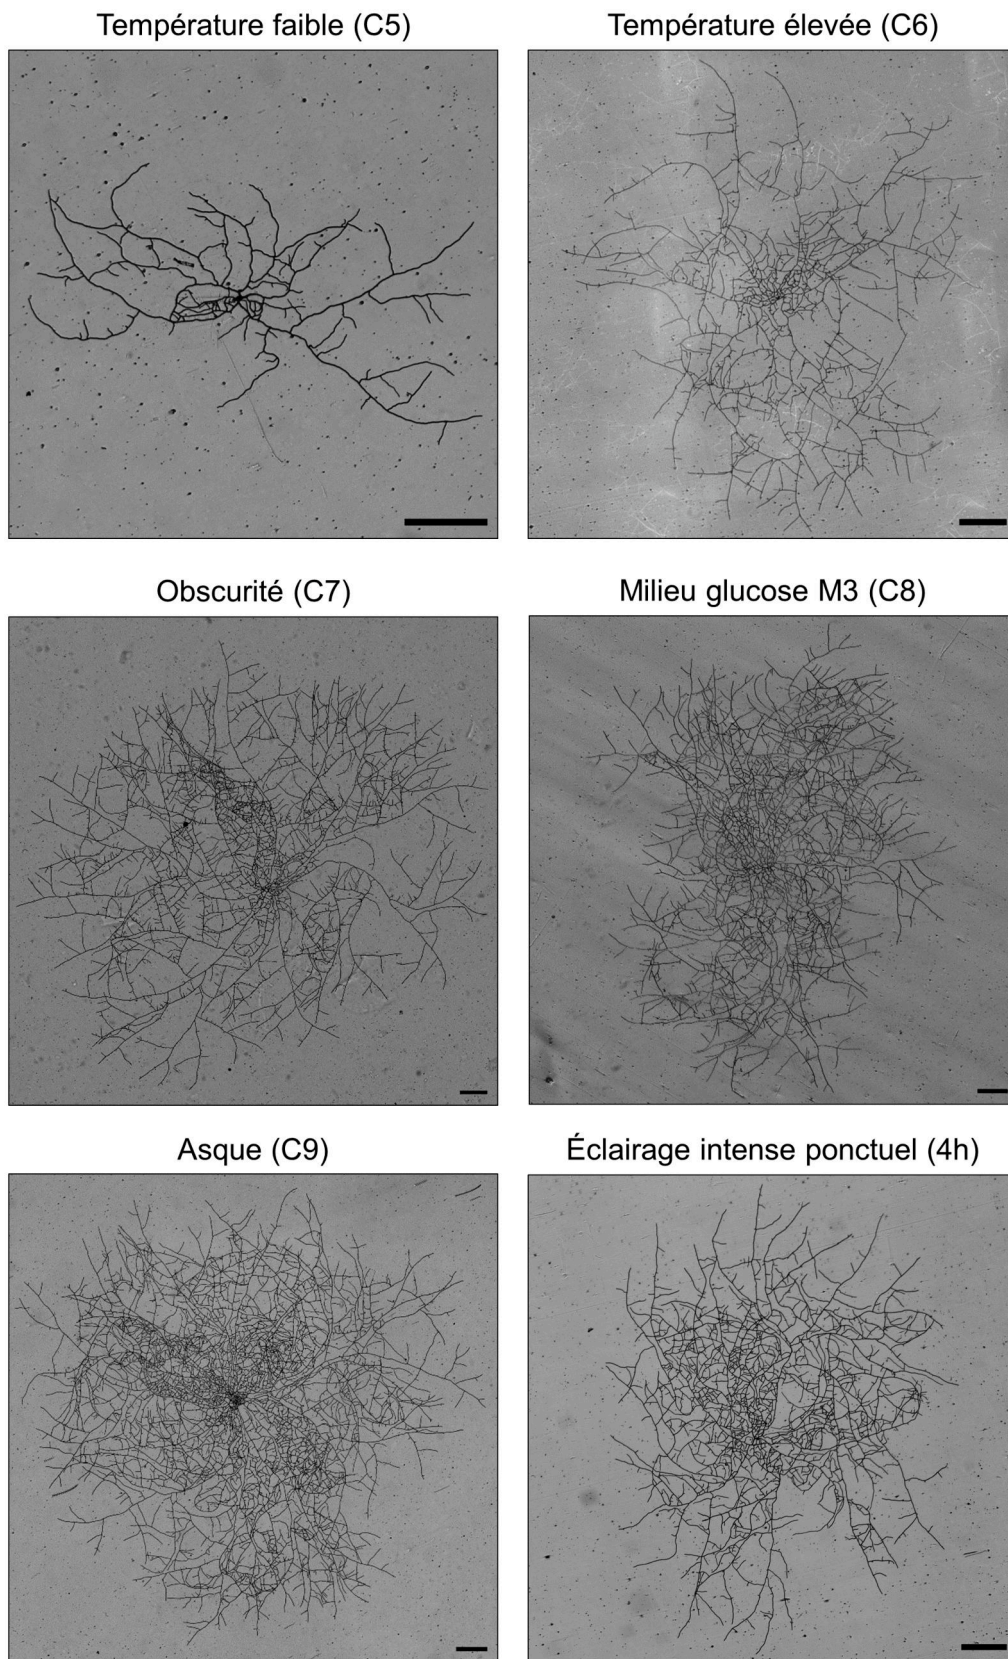 Température faible (C5)
Température élevée (C6)
Obscurité (C7)
Milieu glucose M3 (C8)
Asque (C9)
Éclairage intense ponctuel (4h)